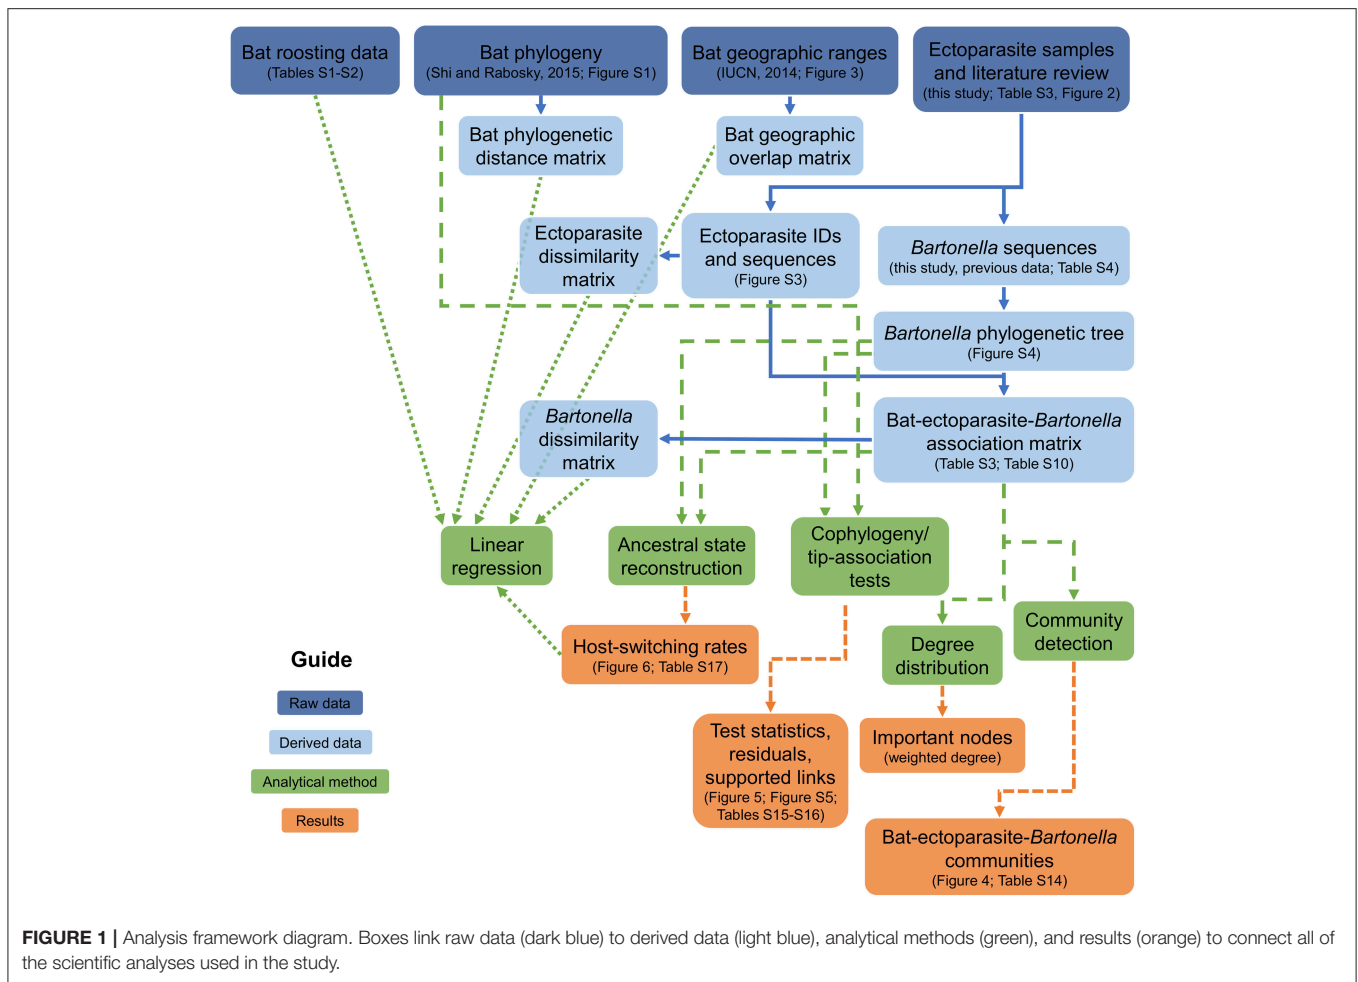 Bat roosting data
(Tables S1-S2)
Bat phylogeny
(Shi and Rabosky, 2015; Figure S1)
Bat geographic ranges
(IUCN, 2014; Figure 3)
Ectoparasite samples
and literature review
(this study; Table S3, Figure 2)
Bat phylogenetic
distance matrix
Bat geographic
overlap matrix
Ectoparasite
dissimilarity
matrix
Ectoparasite IDs
and sequences
(Figure S3)
Bartonella sequences
(this study, previous data; Table S4)
Bartonella phylogenetic tree
(Figure S4)
Bartonella
dissimilarity
matrix
Bat-ectoparasite-Bartonella
association matrix
(Table S3; Table S10)
Linear
regression
Ancestral state
reconstruction
Cophylogeny/
tip-association
tests
Degree
distribution
Community
detection
Host-switching rates
(Figure 6; Table S17)
Test statistics,
residuals,
supported links
(Figure 5; Figure S5;
Tables S15-S16)
Important nodes
(weighted degree)
Bat-ectoparasite-Bartonella
communities
(Figure 4; Table S14)
Guide
Raw data
Derived data
Analytical method
Results
FIGURE 1 | Analysis framework diagram. Boxes link raw data (dark blue) to derived data (light blue), analytical methods (green), and results (orange) to connect all of
the scientific analyses used in the study.